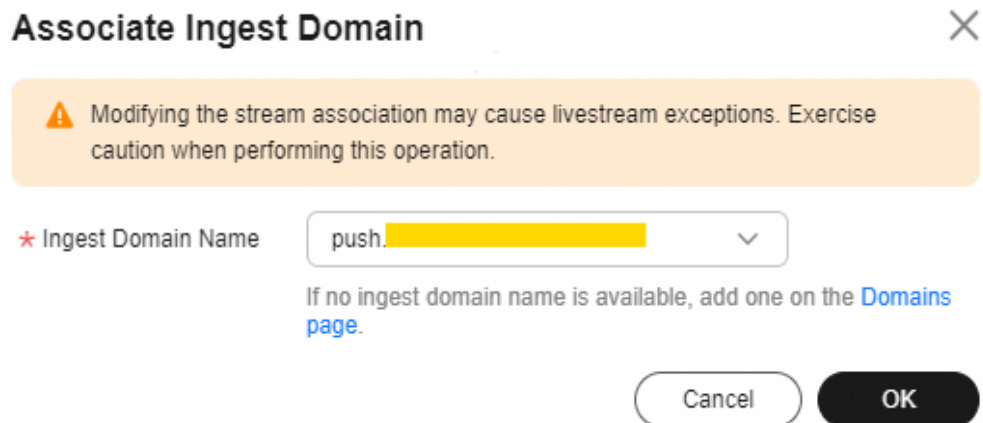 Associate Ingest Domain
Modifying the stream association may cause livestream exceptions. Exercise
caution when performing this operation.
* Ingest Domain Name
push.
If no ingest domain name is available, add one on the Domains
page.
Cancel
OK